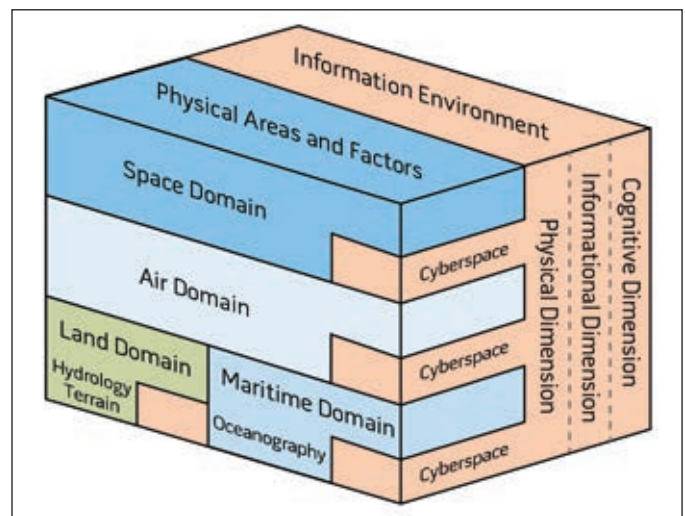 Information Environment
Physical Areas and Factors
Space Domain
Cyberspace
Air Domain
Cyberspace
Land Domain
Hydrology
Terrain
Maritime Domain
Oceanography
Cyberspace
Physical Dimension
Informational Dimension
Cognitive Dimension